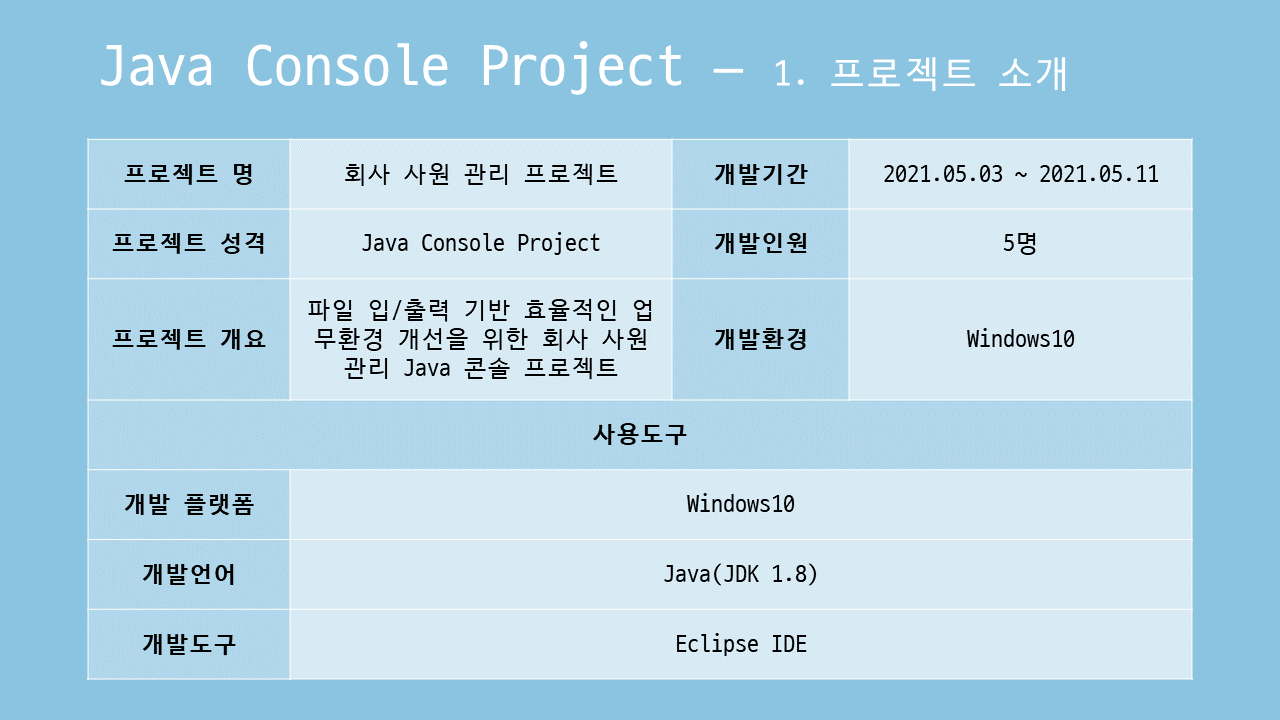 Java Console Project – 1. 프로젝트 소개
프로젝트 명
회사 사원 관리 프로젝트
개발기간
2021.05.03 ~ 2021.05.11
프로젝트 성격
Java Console Project
개발인원
5명
프로젝트 개요
파일 입/출력 기반 효율적인 업
무환경 개선을 위한 회사 사원
관리 Java 콘솔 프로젝트
개발환경
Windows10
사용도구
개발 플랫폼
Windows10
개발언어
Java(JDK 1.8)
개발도구
Eclipse IDE